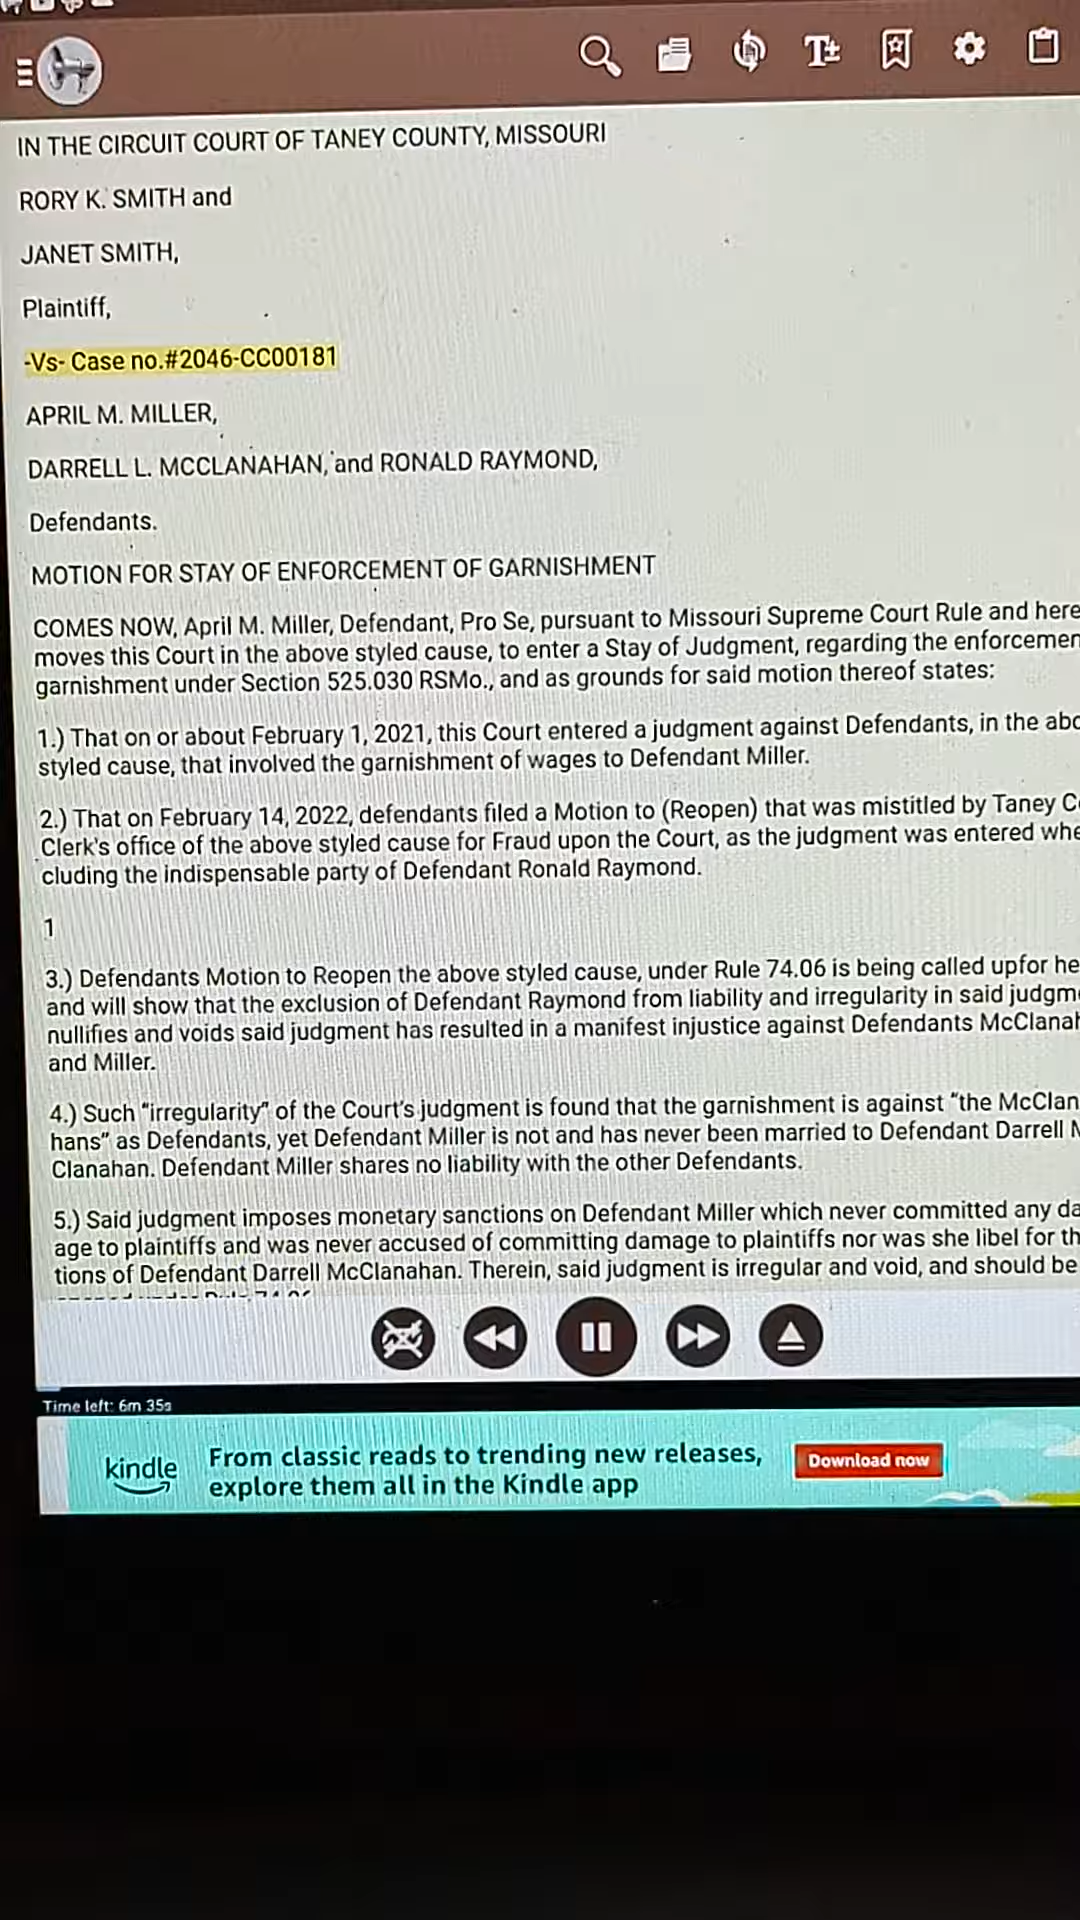 IN THE CIRCUIT COURT OF TANEY COUNTY, MISSOURI
RORY K. SMITH and
JANET SMITH,
Plaintiff,
-Vs- Case no.#2046-CC00181
APRIL M. MILLER,
DARRELL L. MCCLANAHAN, and RONALD RAYMOND,
Defendants.
MOTION FOR STAY OF ENFORCEMENT OF GARNISHMENT
COMES NOW, April M. Miller, Defendant, Pro Se, pursuant to Missouri Supreme Court Rule and here
moves this Court in the above styled cause, to enter a Stay of Judgment, regarding the enforcemen
garnishment under Section 525.030 RSMo., and as grounds for said motion thereof states:
1.) That on or about February 1, 2021, this Court entered a judgment against Defendants, in the abo
styled cause, that involved the garnishment of wages to Defendant Miller.
2.) That on February 14, 2022, defendants filed a Motion to (Reopen) that was mistitled by Taney C
Clerk's office of the above styled cause for Fraud upon the Court, as the judgment was entered whe
cluding the indispensable party of Defendant Ronald Raymond.
1
3.) Defendants Motion to Reopen the above styled cause, under Rule 74.06 is being called upfor he
and will show that the exclusion of Defendant Raymond from liability and irregularity in said judgm
nullifies and voids said judgment has resulted in a manifest injustice against Defendants McClanah
and Miller.
4.) Such “irregularity” of the Court's judgment is found that the garnishment is against “the McClan
hans” as Defendants, yet Defendant Miller is not and has never been married to Defendant Darrell M
Clanahan. Defendant Miller shares no liability with the other Defendants.
5.) Said judgment imposes monetary sanctions on Defendant Miller which never committed any da
age to plaintiffs and was never accused of committing damage to plaintiffs nor was she libel for th
tions of Defendant Darrell McClanahan. Therein, said judgment is irregular and void, and should be
Time left: 6m 35s
kindle
From classic reads to trending new releases,
explore them all in the Kindle app
Download now